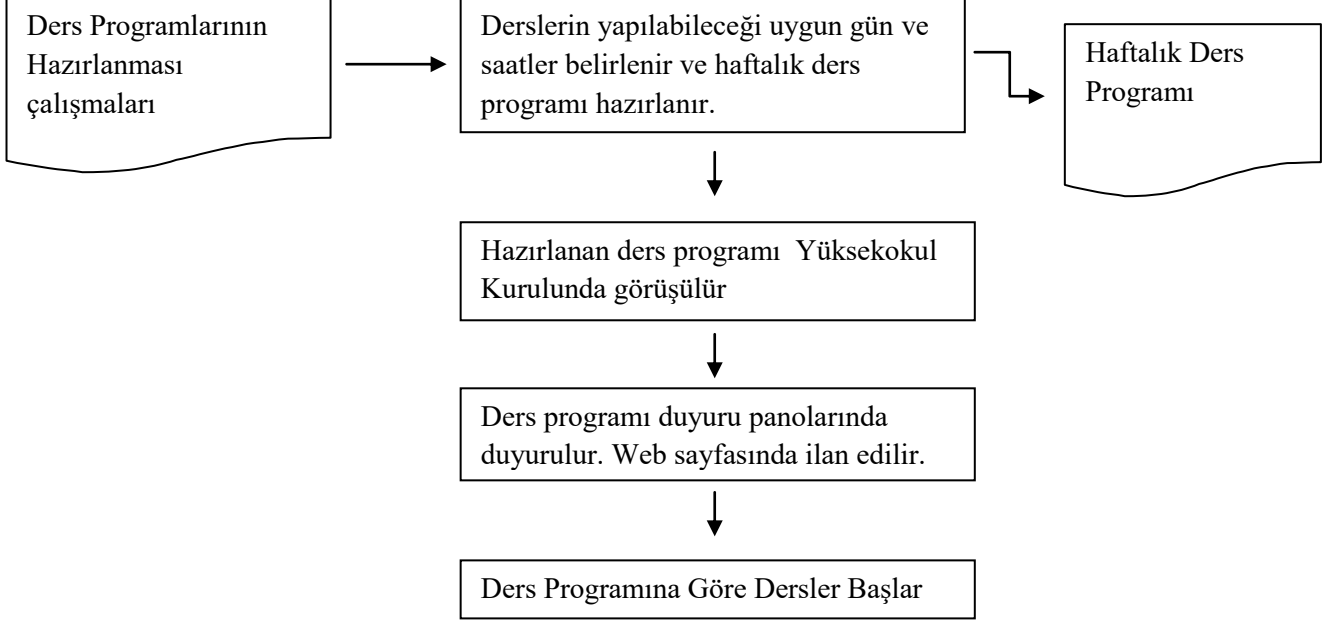 Ders Programlarının
Hazırlanması
çalışmaları
Derslerin yapılabileceği uygun gün ve
saatler belirlenir ve haftalık ders
programı hazırlanır.
Haftalık Ders
Programı
Hazırlanan ders programı  Yüksekokul
Kurulunda görüşülür
Ders programı duyuru panolarında
duyurulur. Web sayfasında ilan edilir.
Ders Programına Göre Dersler Başlar